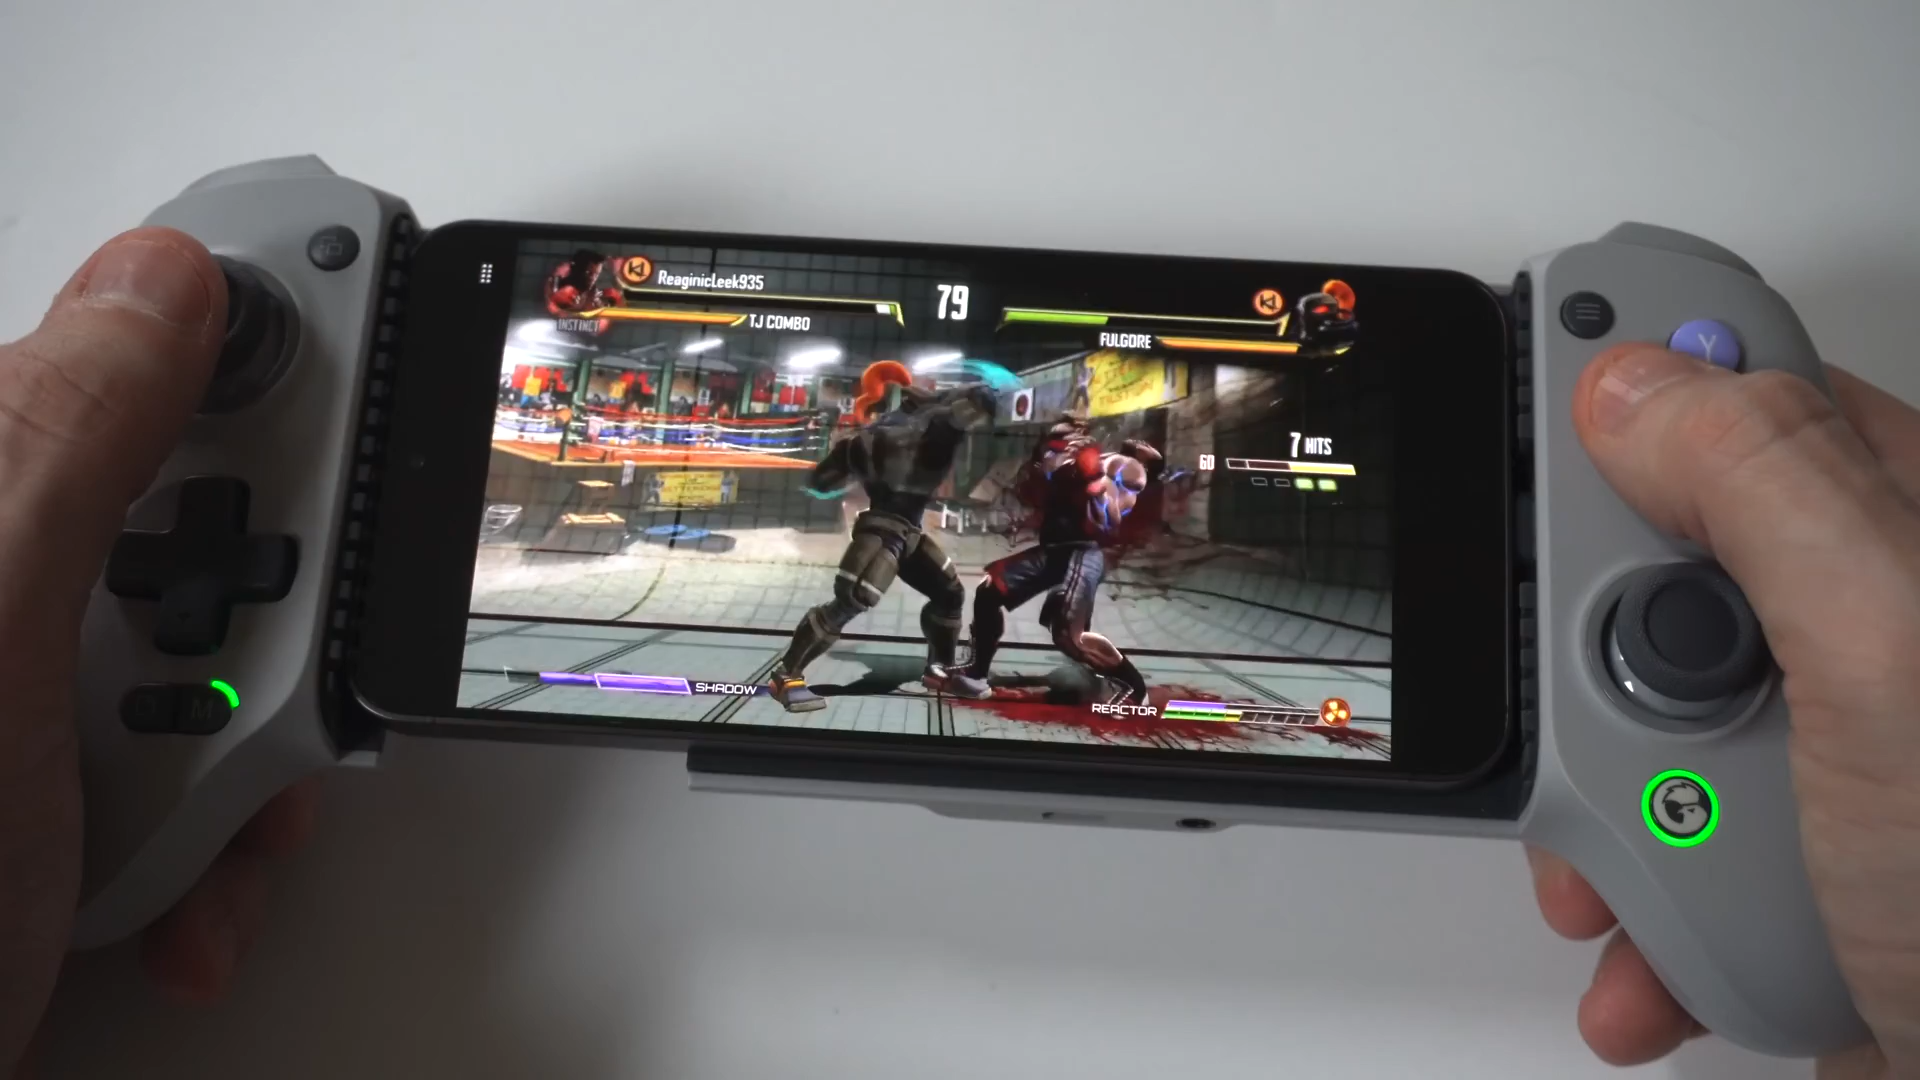 ReaginicLeek935
79
INSTINCT
TJ COMBO
FULGORE
Y
7 HITS
60
M
SHADOW
REACTOR